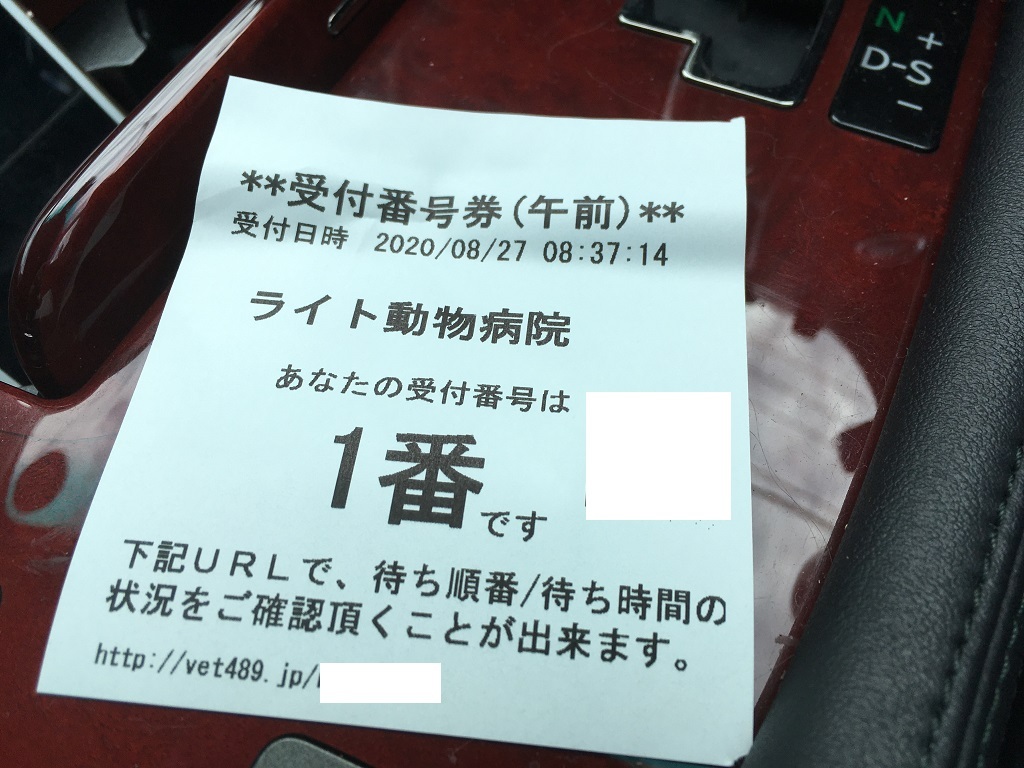 **受付番号券(午前)**
受付日時 2020/08/27 08:37:14
ライト動物病院
あなたの受付番号は
1番です
下記URLで、待ち順番/待ち時間の
状況をご確認頂くことが出来ます。
http://vet489.jp/
N
+
D-S
-